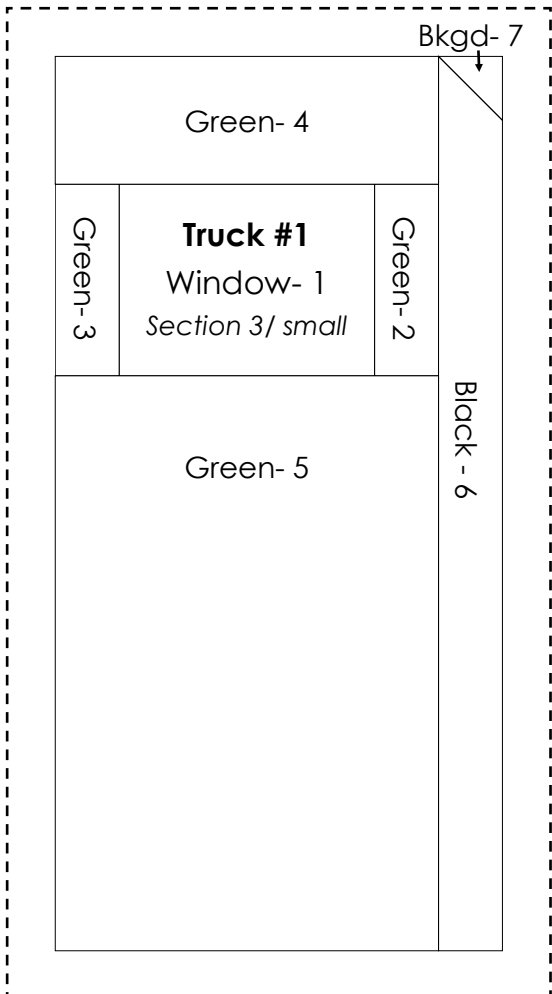 Bkgd- 7
Green- 4
Green- 3
Truck #1
Window- 1
Section 3/ small
Green- 2
Black - 6
Green- 5